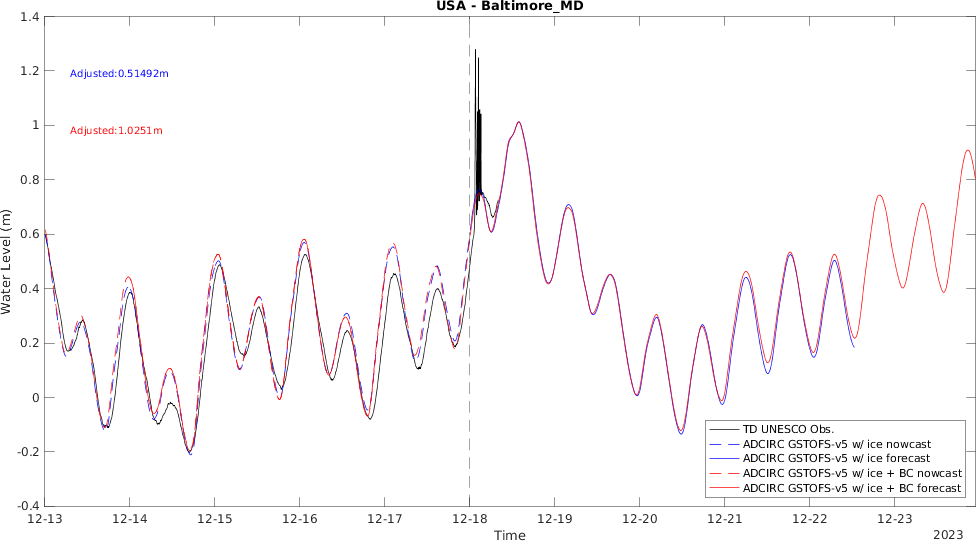 USA - Baltimore_MD
1.4
1.2
1
0.8
0.6
0.4
0.2
0
-0.2
-0.4
Water Level (m)
Adjusted:0.51492m
Adjusted:1.0251m
TD UNESCO Obs.
ADCIRC GSTOFS-v5 w/ ice nowcast
ADCIRC GSTOFS-v5 w/ ice forecast
ADCIRC GSTOFS-v5 w/ ice + BC nowcast
ADCIRC GSTOFS-v5 w/ ice + BC forecast
12-13 12-14 12-15 12-16 12-17 12-18 12-19 12-20 12-21 12-22 12-23
Time
2023